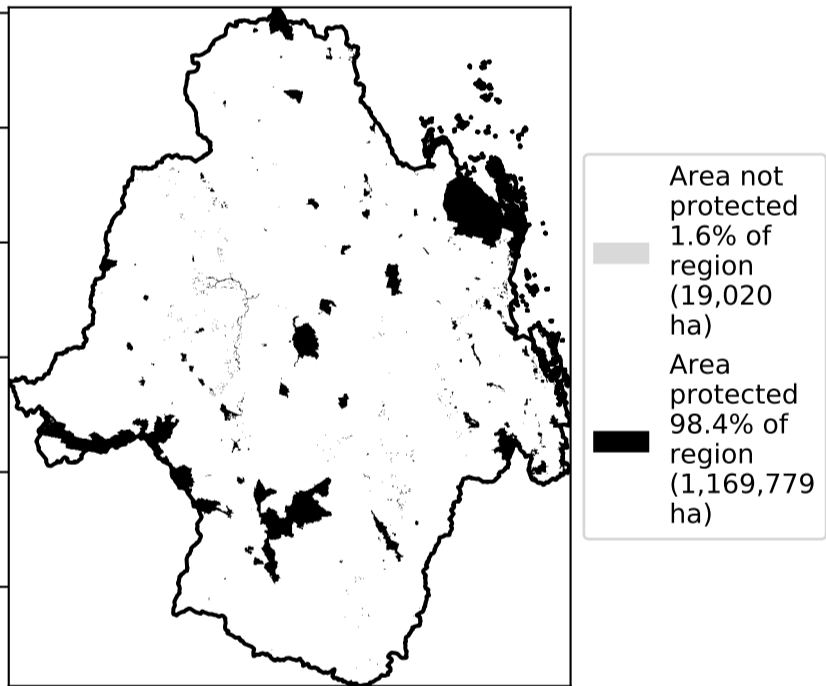 Area not
protected
1.6% of
region
(19,020
ha)
Area
protected
98.4% of
region
(1,169,779
ha)